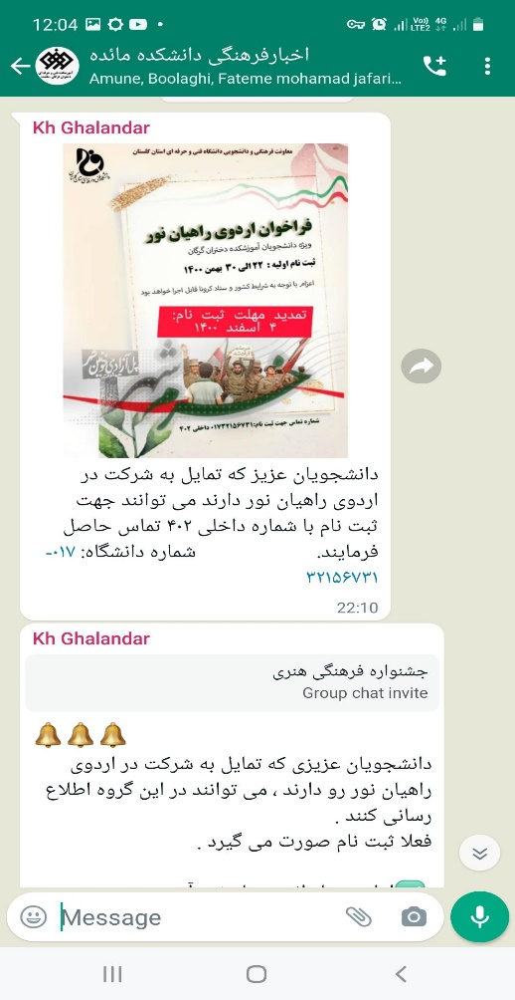 12:04
Vo))
LTE2
4G
اخبارفرهنگی دانشکده مائده
Amune, Boolaghi, Fateme mohamad jafari...
Kh Ghalandar
معاونت فرهنگی و دانشجویی دانشگاه فنی و حرفه ای استان گلستان
فراخوان اردوی راهیان نور
ویژه دانشجویان آموزشکده دختران گرگان
ثبت نام اولیه : ۲۲ الی ۳۰ بهمن ۱۴۰۰
اعزام با توجه به شرایط کشور و ستاد کرونا قابل اجرا خواهد بود
تمدید مهلت ثبت نام:
۴ اسفند ۱۴۰۰
شماره تماس جهت ثبت نام:۰۱۷۳۲۱۵۶۷۳۱ داخلی ۴۰۲
دانشجویان عزیز که تمایل به شرکت در
اردوی راهیان نور دارند می توانند جهت
ثبت نام با شماره داخلی ۴۰۲ تماس حاصل
فرمایند. شماره دانشگاه: ۰۱۷-
۳۲۱۵۶۷۳۱
22:10
Kh Ghalandar
جشنواره فرهنگی هنری
Group chat invite
دانشجویان عزیزی که تمایل به شرکت در اردوی
راهیان نور رو دارند ، می توانند در این گروه اطلاع
رسانی کنند .
فعلا ثبت نام صورت می گیرد .
Message